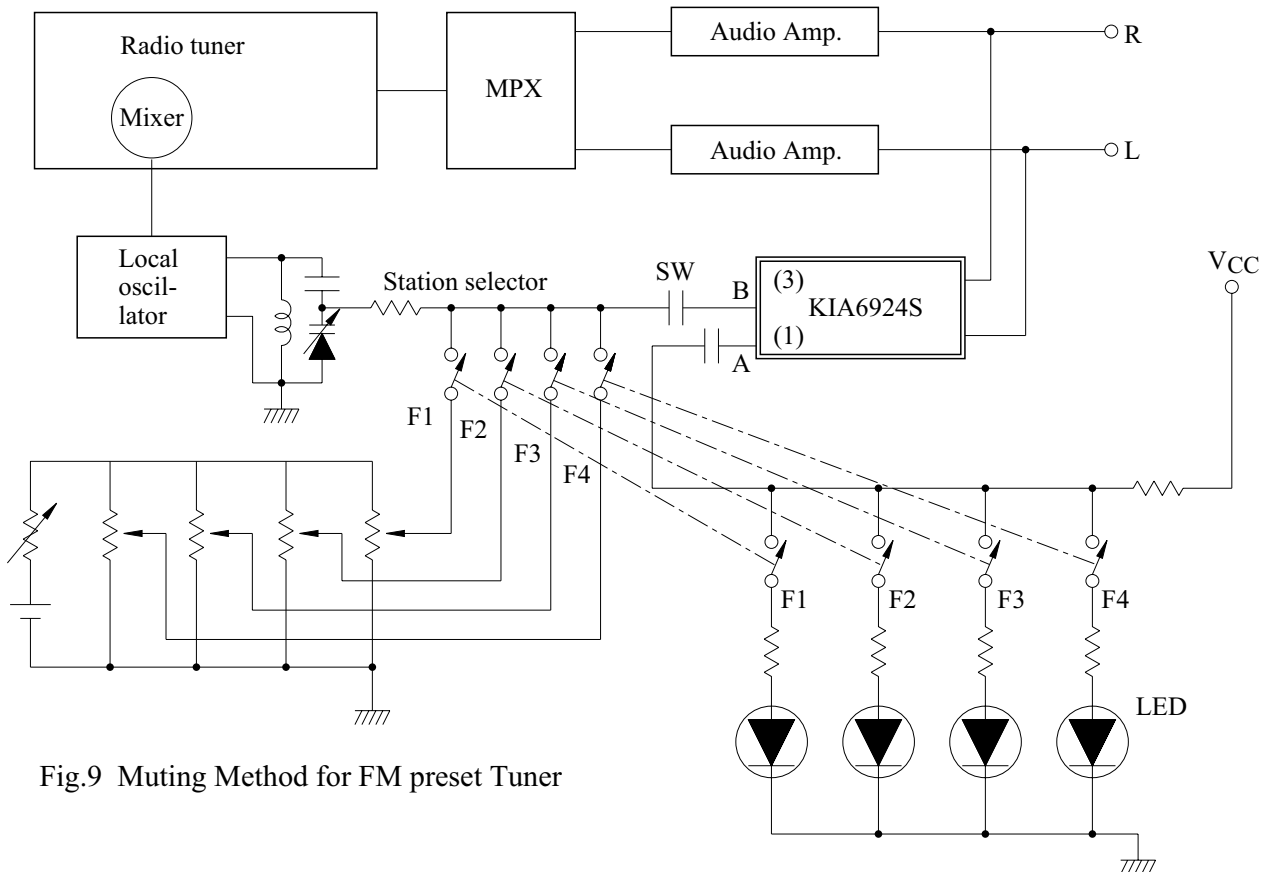 Radio tuner
Mixer
MPX
Audio Amp.
R
Audio Amp.
L
Local
oscil-
lator
Station selector
SW
B
A
(3)
KIA6924S
(1)
VCC
F1
F2
F3
F4
F1
F2
F3
F4
LED
Fig.9 Muting Method for FM preset Tuner